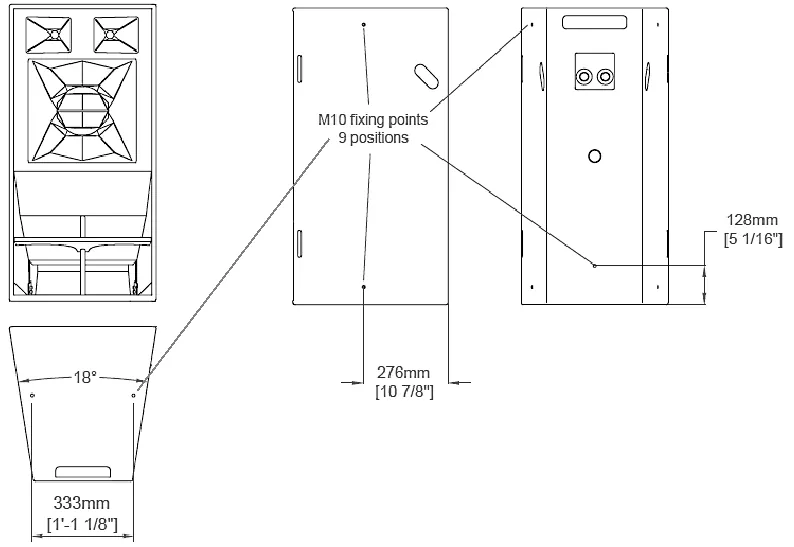 M10 fixing points
9 positions
128mm
[5 1/16"]
276mm
[10 7/8"]
18°
333mm
[1'-1 1/8"]